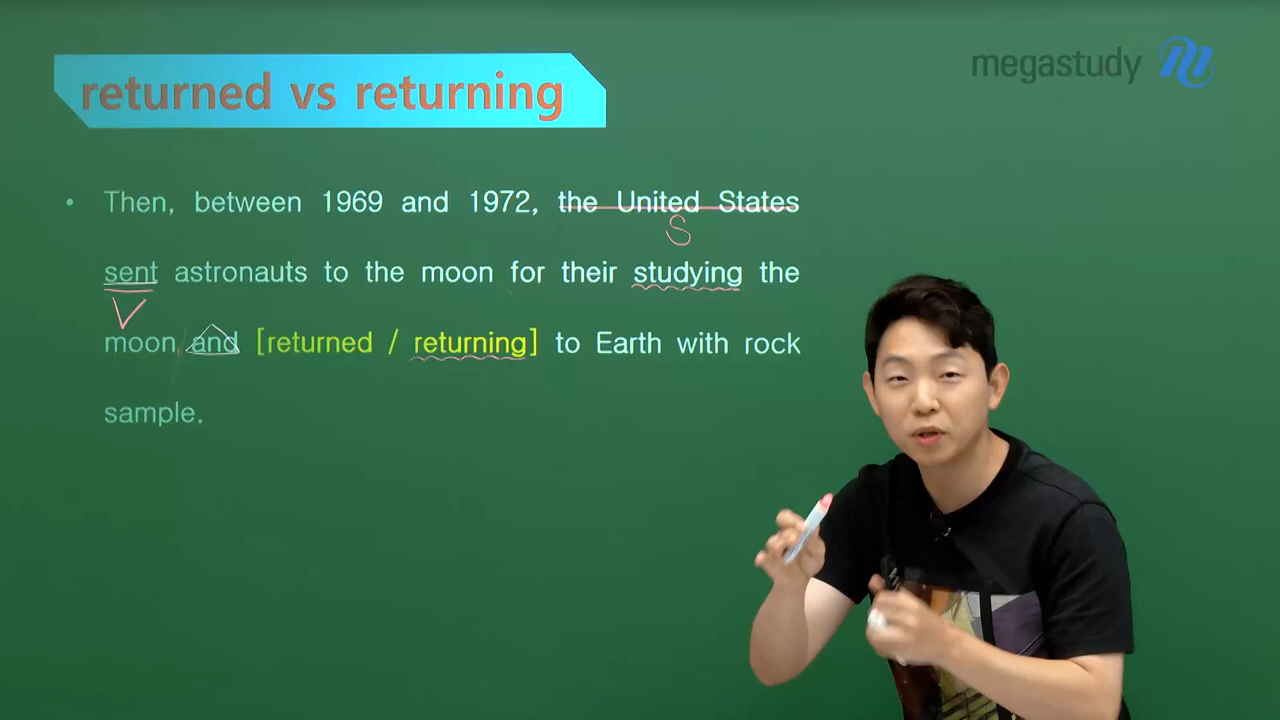 returned vs returning
megastudy
• Then, between 1969 and 1972, the United States
S
sent astronauts to the moon for their studying the
V
moon and [returned / returning] to Earth with rock
sample.